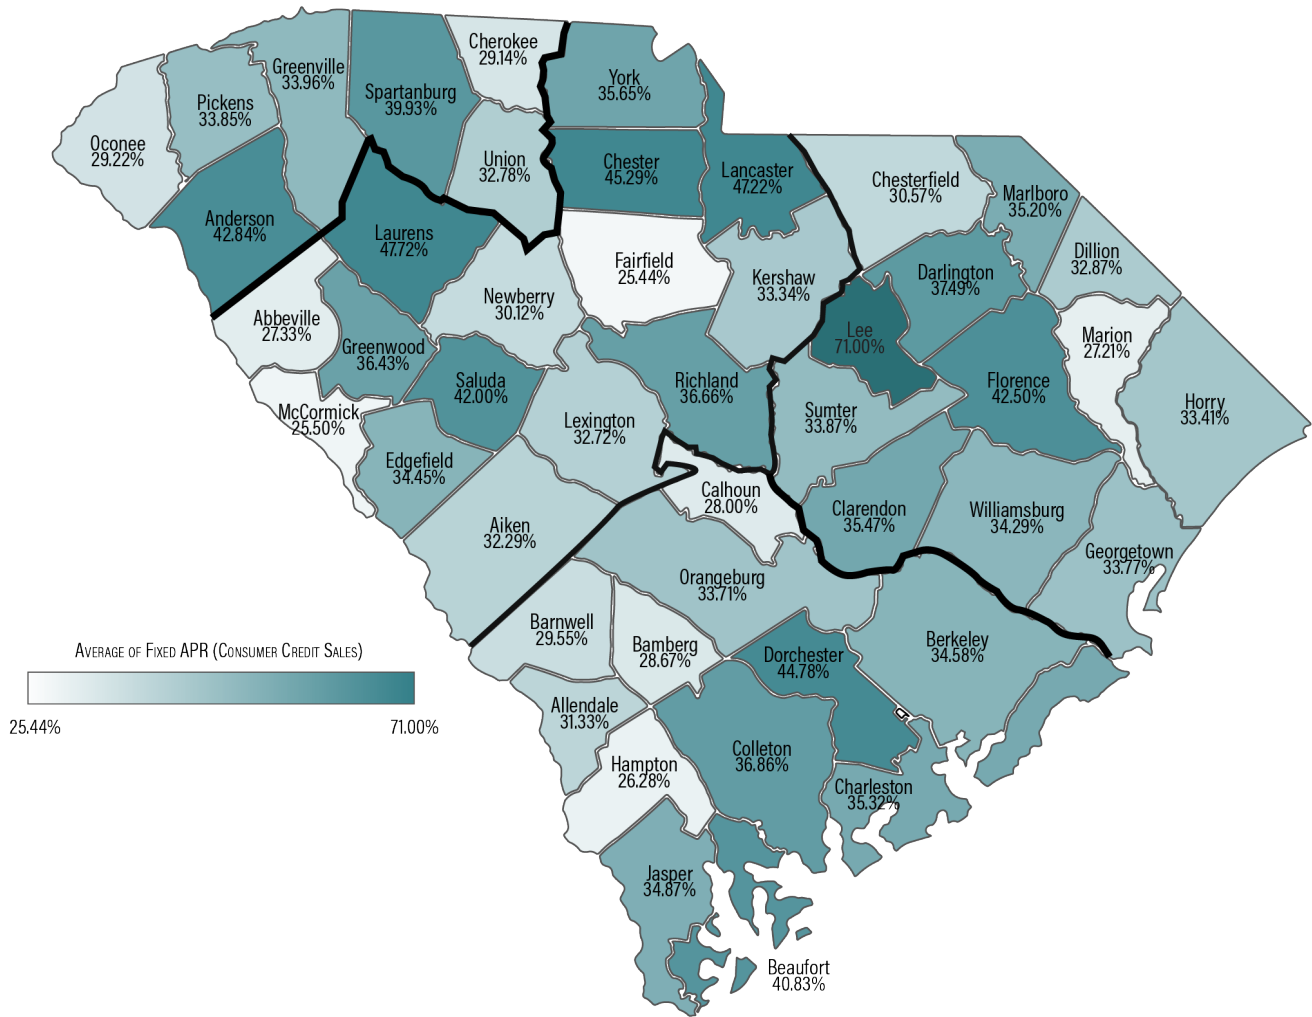 Cherokee
29.14%
Greenville
33.96%
York
35.65%
Spartanburg
39.93%
Pickens
33.85%
Oconee
29.22%
Union
32.78%
Chester
45.29%
Lancaster
47.22%
Chesterfield
30.57%
Marlboro
35.20%
Anderson
42.84%
Laurens
47.72%
Dillion
32.87%
Fairfield
25.44%
Kershaw
33.34%
Darlington
37.49%
Newberry
30.12%
Abbeville
27.33%
Lee
71.00%
Marion
27.21%
Greenwood
36.43%
Saluda
42.00%
Richland
36.66%
Florence
42.50%
Horry
33.41%
McCormick
25.50%
Lexington
32.72%
Sumter
33.87%
Edgefield
34.45%
Calhoun
28.00%
Clarendon
35.47%
Williamsburg
34.29%
Aiken
32.29%
Georgetown
33.77%
Orangeburg
33.71%
Barnwell
29.55%
Bamberg
28.67%
Berkeley
34.58%
Dorchester
44.78%
Average of Fixed APR (Consumer Credit Sales)
25.44%
71.00%
Allendale
31.33%
Colleton
36.86%
Hampton
26.28%
Charleston
35.32%
Jasper
34.87%
Beaufort
40.83%